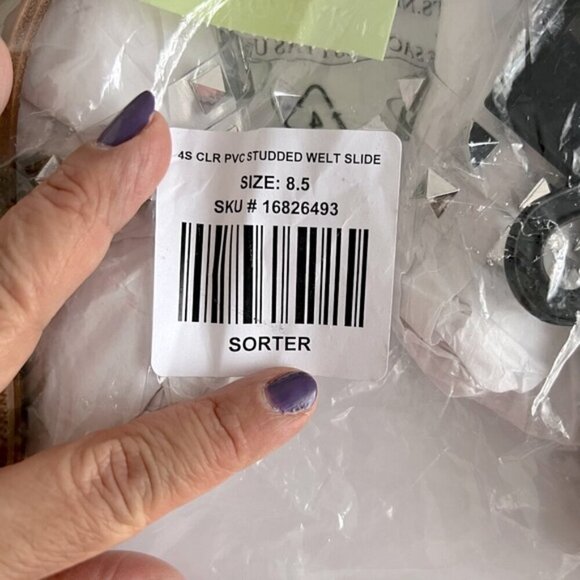 4S CLR PVC STUDDED WELT SLIDE
SIZE: 8.5
SKU # 16826493
SORTER